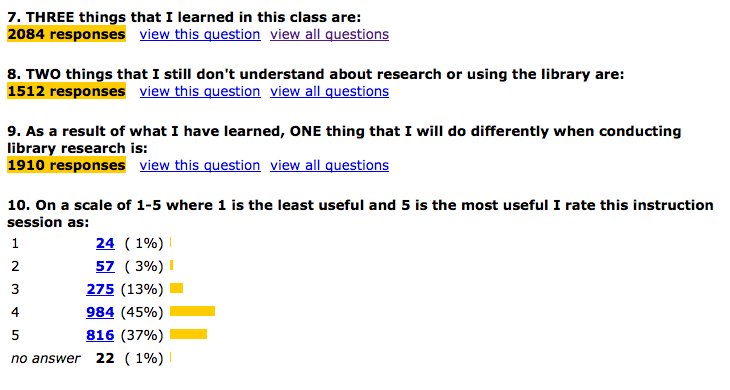 7. THREE things that I learned in this class are:
2084 responses view this question view all questions
8. TWO things that I still don't understand about research or using the library are:
1512 responses view this question view all questions
9. As a result of what I have learned, ONE thing that I will do differently when conducting
library research is:
1910 responses view this question view all questions
10. On a scale of 1-5 where 1 is the least useful and 5 is the most useful I rate this instruction
session as:
1 24 ( 1%)
2 57 ( 3%)
3 275 (13%)
4 984 (45%)
5 816 (37%)
no answer 22 ( 1%)